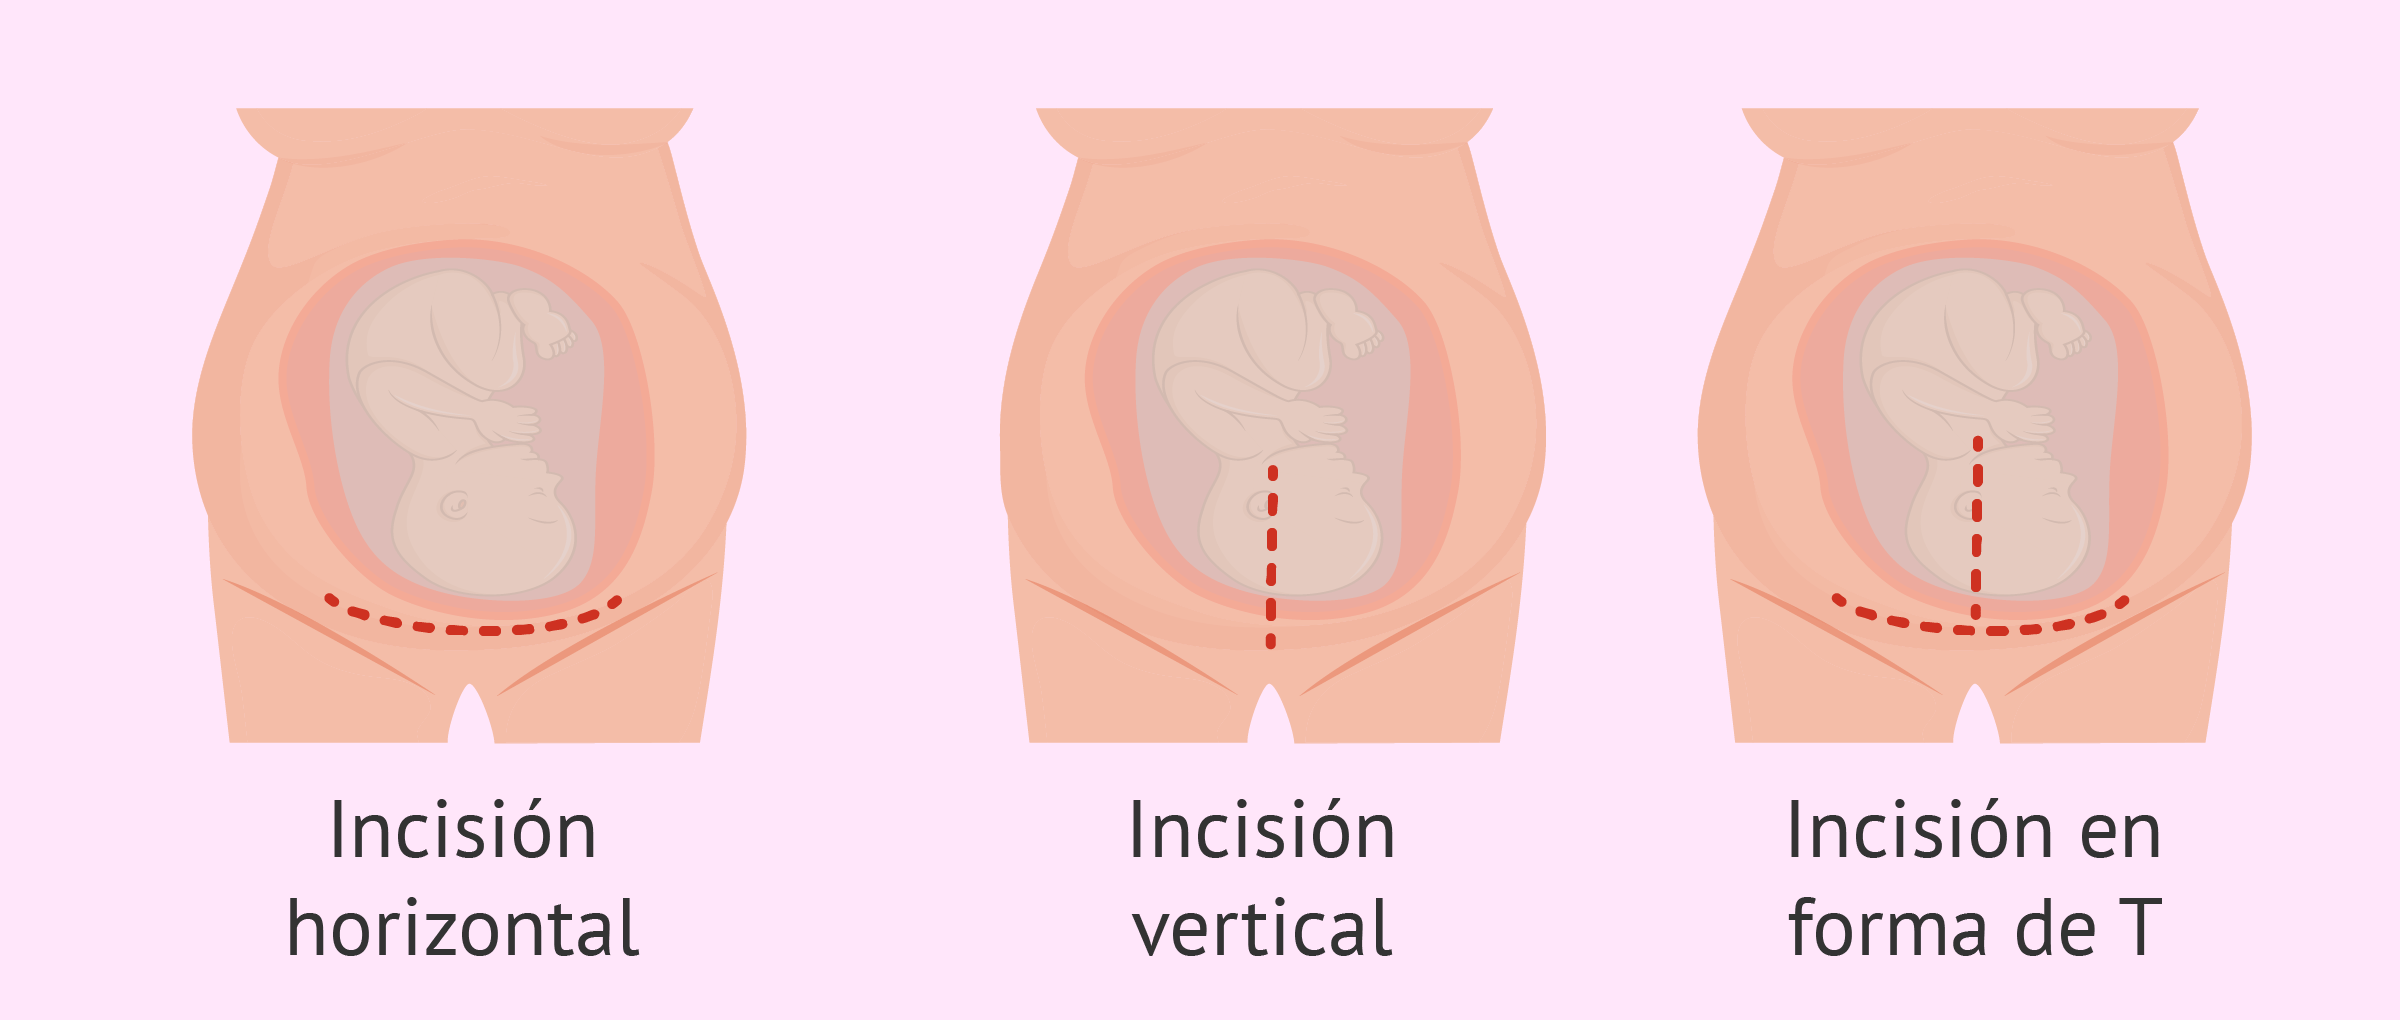 Incisión
horizontal
Incisión
vertical
Incisión en
forma de T